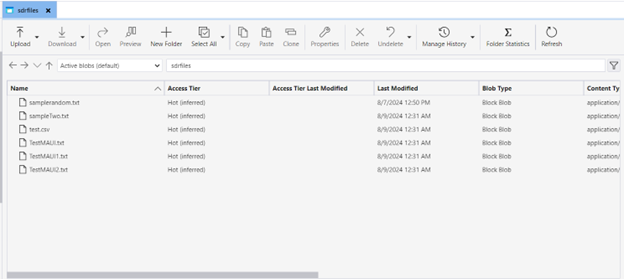 sdrfiles
Upload Download Open Preview New Folder Select All Copy Paste Clone Properties Delete Undelete Manage History Folder Statistics Refresh
Active blobs (default) sdrfiles
Name Access Tier Access Tier Last Modified Last Modified Blob Type Content Ty
samplerandom.txt Hot (inferred) 8/7/2024 12:50 PM Block Blob application/
sampleTwo.txt Hot (inferred) 8/9/2024 12:31 AM Block Blob application/
test.csv Hot (inferred) 8/9/2024 12:31 AM Block Blob application/
TestMAUI.txt Hot (inferred) 8/9/2024 12:31 AM Block Blob application/
TestMAUI1.txt Hot (inferred) 8/9/2024 12:31 AM Block Blob application/
TestMAUI2.txt Hot (inferred) 8/9/2024 12:31 AM Block Blob application/